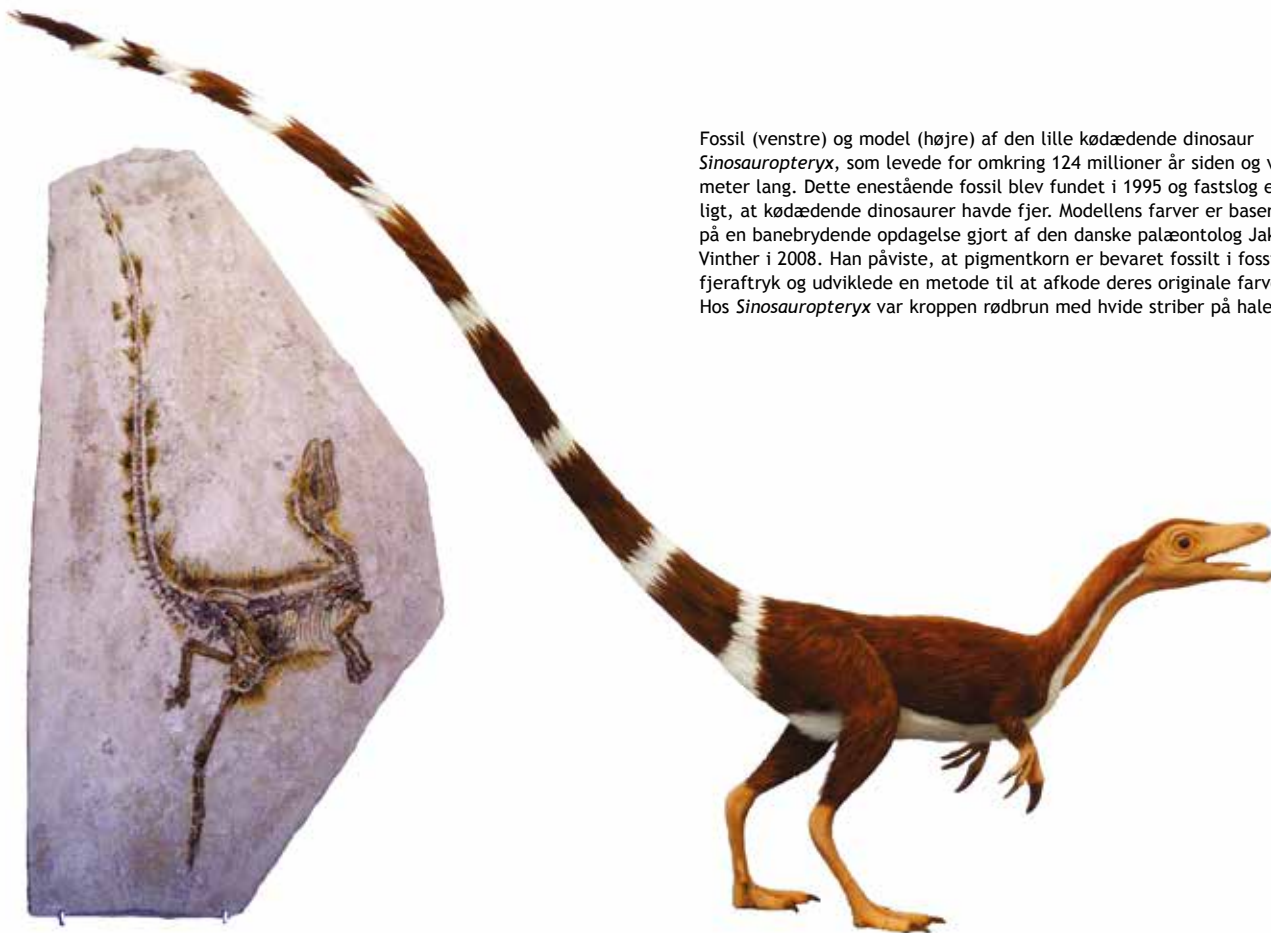 Fossil (venstre) og model (højre) af den lille kødædende dinosaur
Sinosauropteryx, som levede for omkring 124 millioner år siden og
meter lang. Dette enestående fossil blev fundet i 1995 og fastslog
ligt, at kødædende dinosaurer havde fjer. Modellens farver er
på en banebrydende opdagelse gjort af den danske palæontolog
Vinther i 2008. Han påviste, at pigmentkorn er bevaret fossilt i
fjeraftryk og udviklede en metode til at afkode deres originale
Hos Sinosauropteryx var kroppen rødbrun med hvide striber på